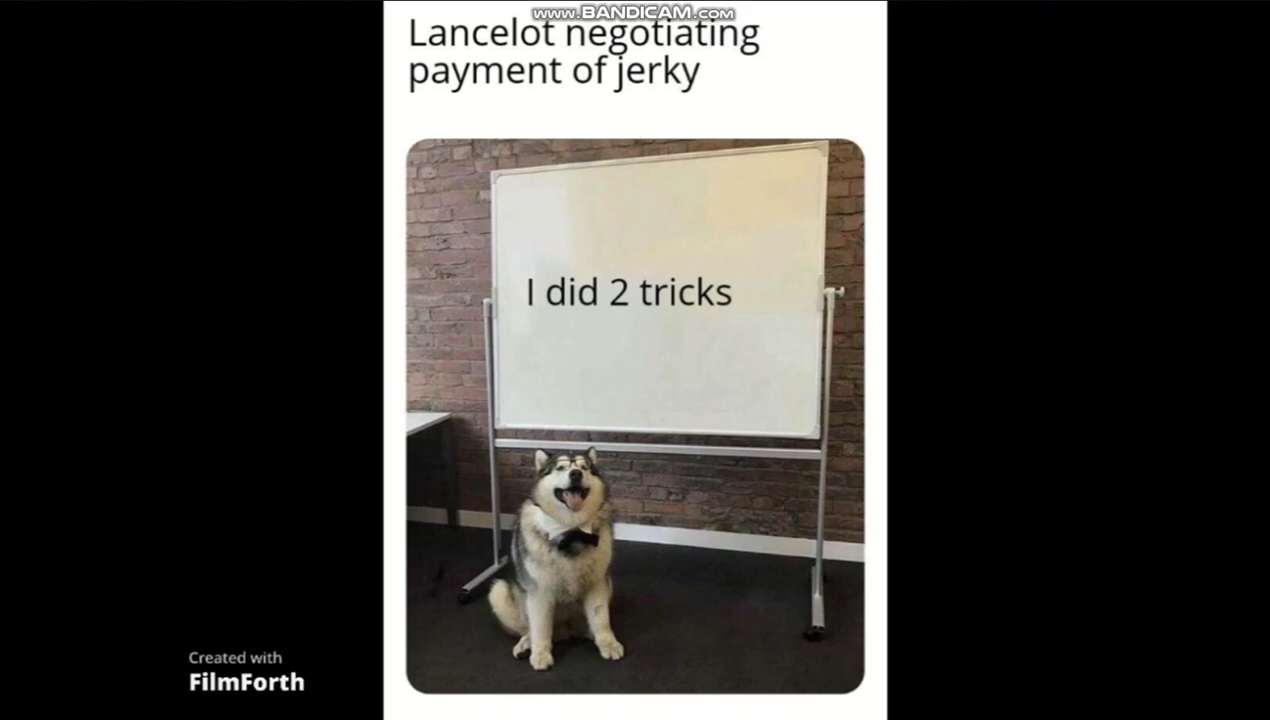 www.BANDICAM.com
Lancelot negotiating
payment of jerky
I did 2 tricks
Created with
FilmForth